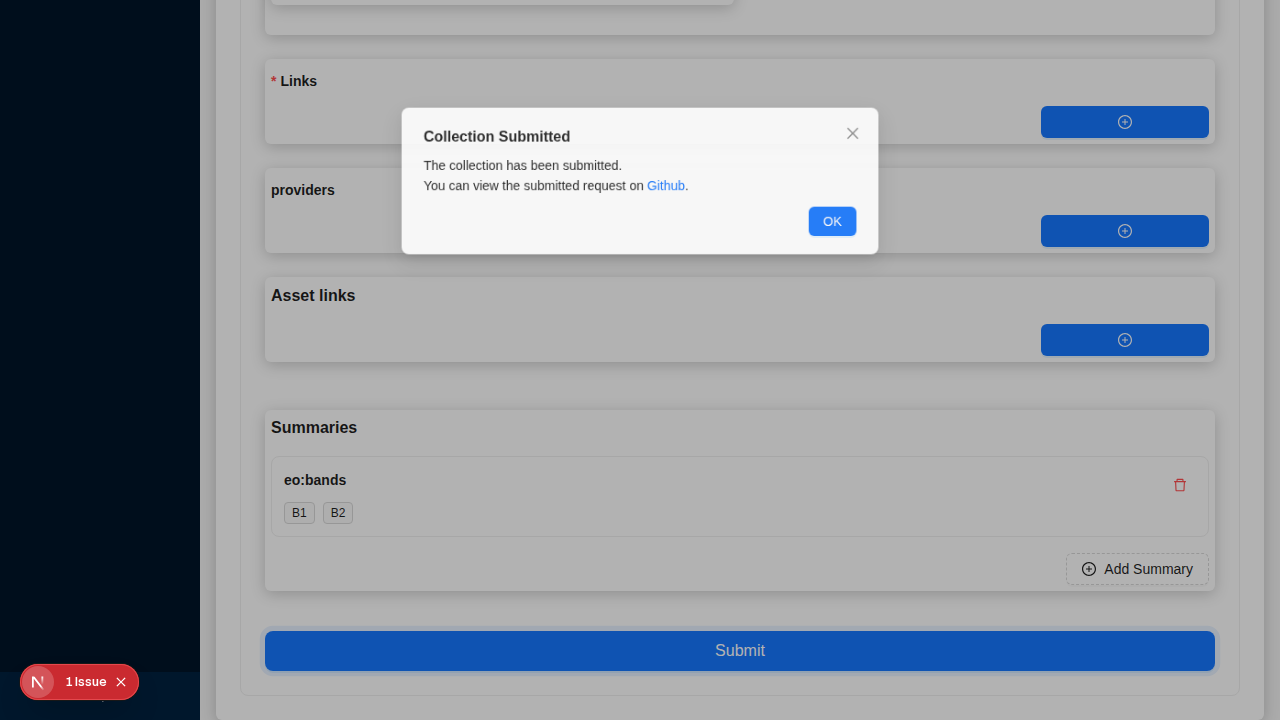 * Links
Collection Submitted
The collection has been submitted.
You can view the submitted request on Github.
OK
providers
Asset links
Summaries
eo:bands
B1 B2
Add Summary
Submit
N 1 Issue